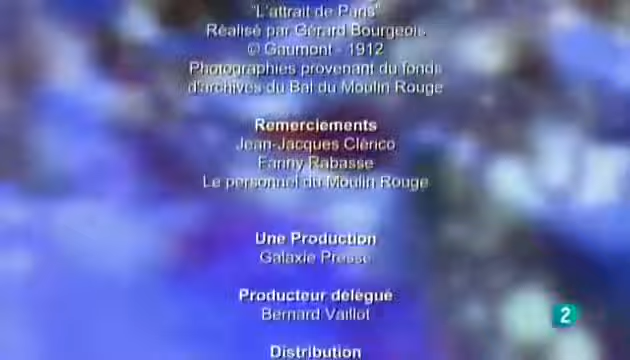 "L'attrait de Paris"
Réalisé par Gérard Bourgeois
© Gaumont - 1912
Photographies provenant du fonds
d'archives du Bal du Moulin Rouge
Remerciements
Jean-Jacques Clérico
Fanny Rabasse
Le personnel du Moulin Rouge
Une Production
Galaxie Presse
Producteur délégué
Bernard Vaillot
2
Distribution